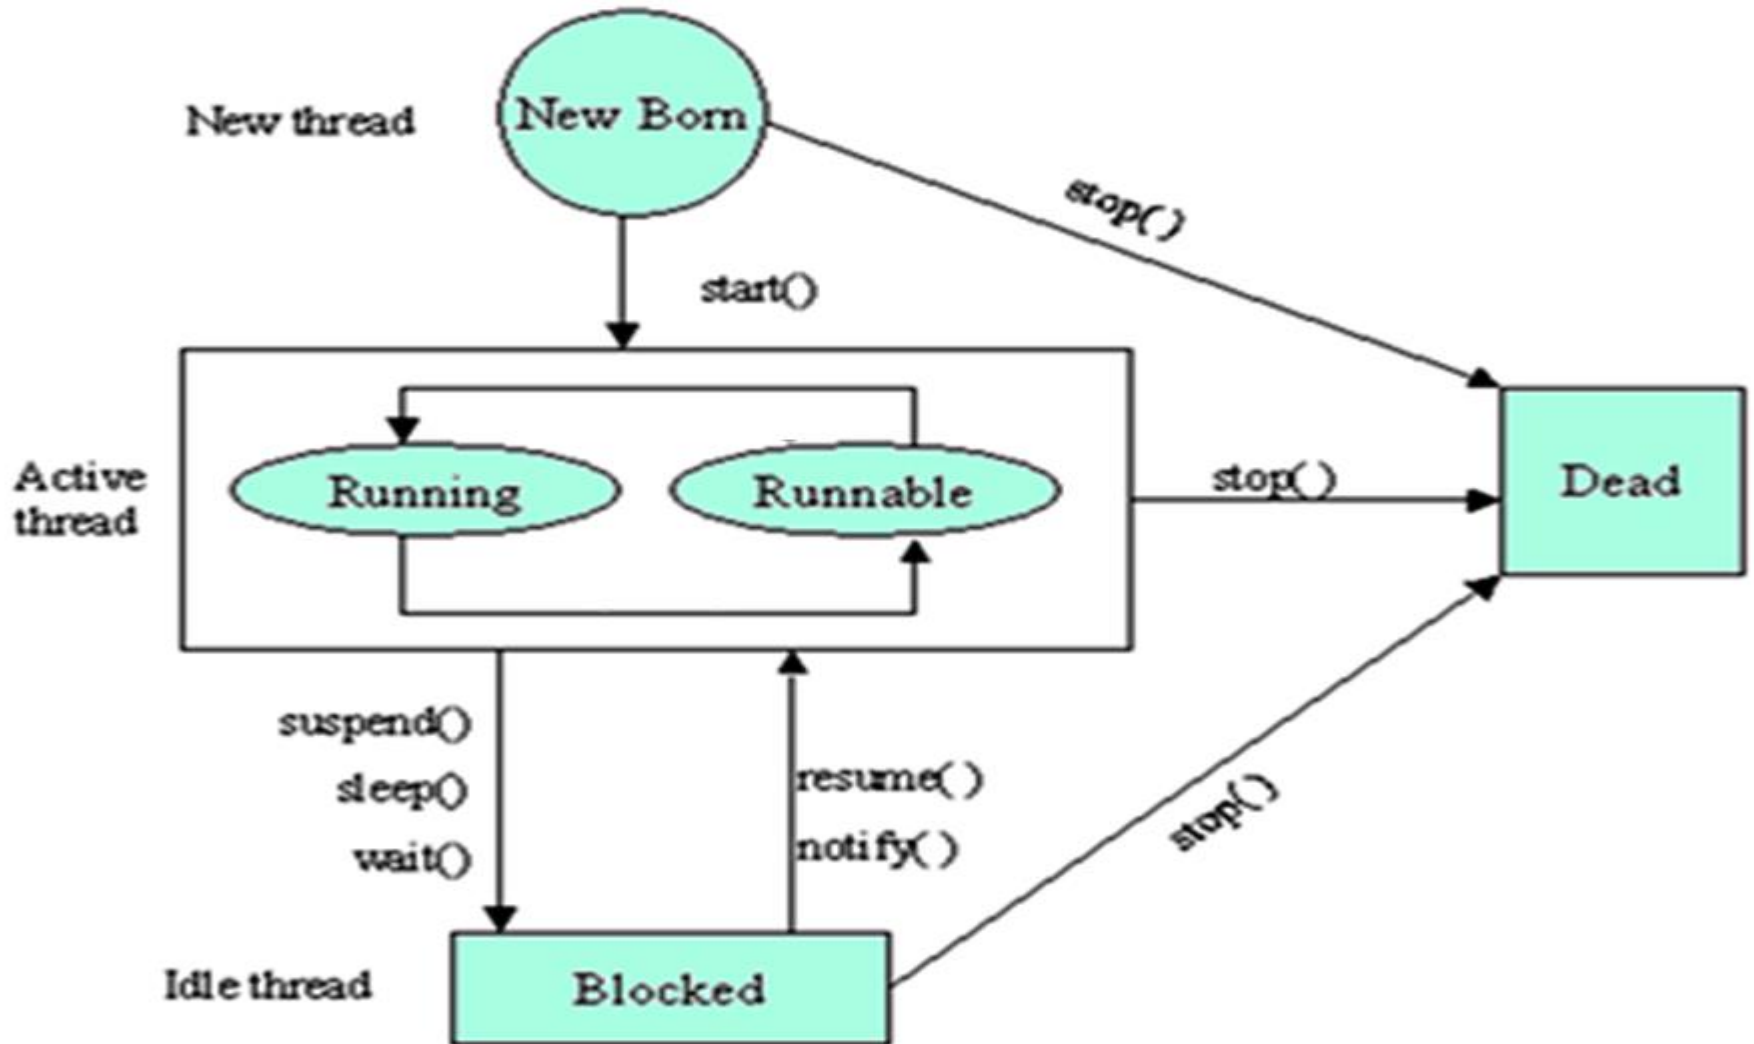 New thread
New Born
stop()
start()
Active
thread
Running
Runnable
stop()
Dead
suspend()
sleep()
wait()
resume( )
notify( )
stop()
Idle thread
Blocked